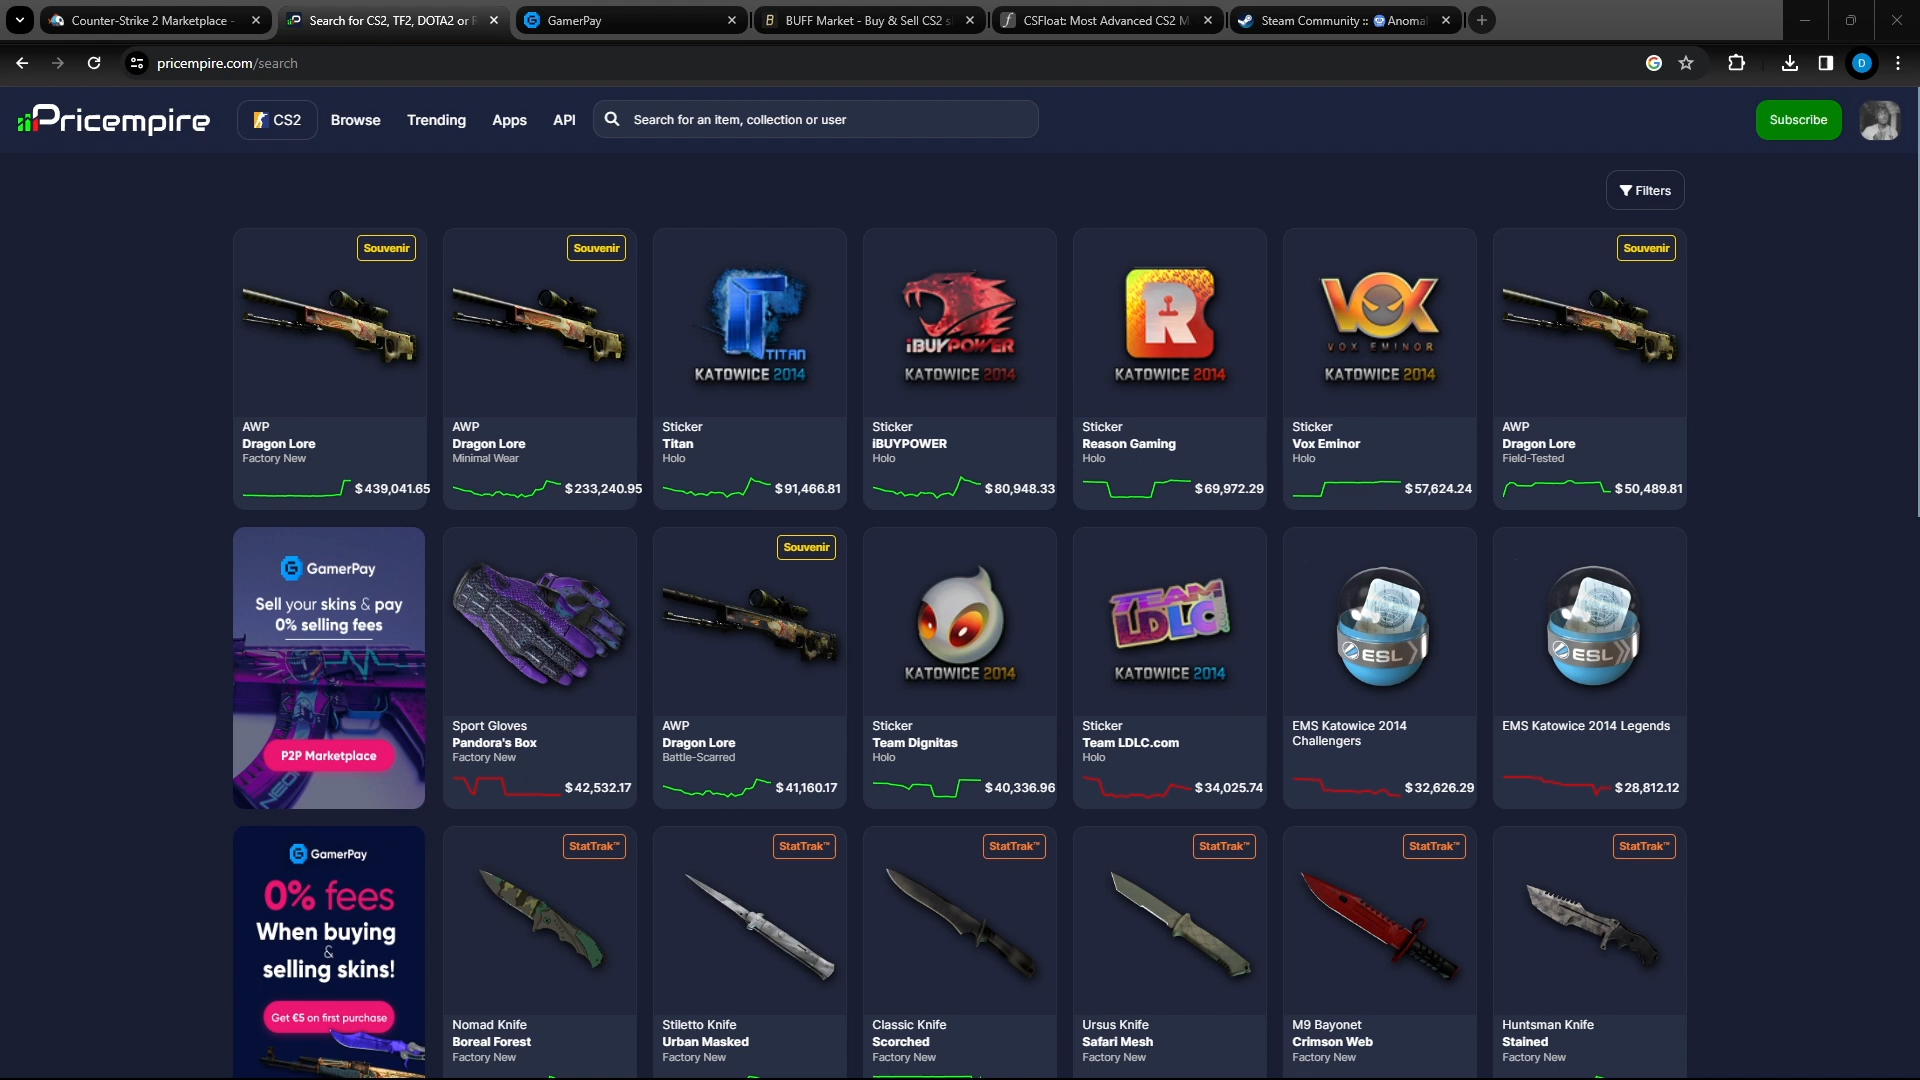 Counter-Strike 2 Marketplace -
Search for CS2, TF2, DOTA2 or
GamerPay
BUFF Market - Buy & Sell CS2
CSFloat: Most Advanced CS2 M
Steam Community :: Anomal
pricempire.com/search
D
Pricempire
CS2
Browse
Trending
Apps
API
Search for an item, collection or user
Subscribe
Filters
Souvenir
AWP
Dragon Lore
Factory New
$439,041.65
Souvenir
AWP
Dragon Lore
Minimal Wear
$233,240.95
TITAN
KATOWICE 2014
Sticker
Titan
Holo
$91,466.81
iBUYPOWER
KATOWICE 2014
Sticker
iBUYPOWER
Holo
$80,948.33
R
KATOWICE 2014
Sticker
Reason Gaming
Holo
$69,972.29
VOX
VOX EMINOR
KATOWICE 2014
Sticker
Vox Eminor
Holo
$57,624.24
Souvenir
AWP
Dragon Lore
Field-Tested
$50,489.81
GamerPay
Sell your skins & pay
0% selling fees
P2P Marketplace
NEO
Sport Gloves
Pandora's Box
Factory New
$42,532.17
Souvenir
AWP
Dragon Lore
Battle-Scarred
$41,160.17
KATOWICE 2014
Sticker
Team Dignitas
Holo
$40,336.96
TEAM
LDLC
KATOWICE 2014
Sticker
Team LDLC.com
Holo
$34,025.74
ESL
EMS Katowice 2014
Challengers
$32,626.29
ESL
EMS Katowice 2014 Legends
$28,812.12
GamerPay
0% fees
When buying
&
selling skins!
Get €5 on first purchase
StatTrak™
Nomad Knife
Boreal Forest
Factory New
StatTrak™
Stiletto Knife
Urban Masked
Factory New
StatTrak™
Classic Knife
Scorched
Factory New
StatTrak™
Ursus Knife
Safari Mesh
Factory New
StatTrak™
M9 Bayonet
Crimson Web
Factory New
StatTrak™
Huntsman Knife
Stained
Factory New